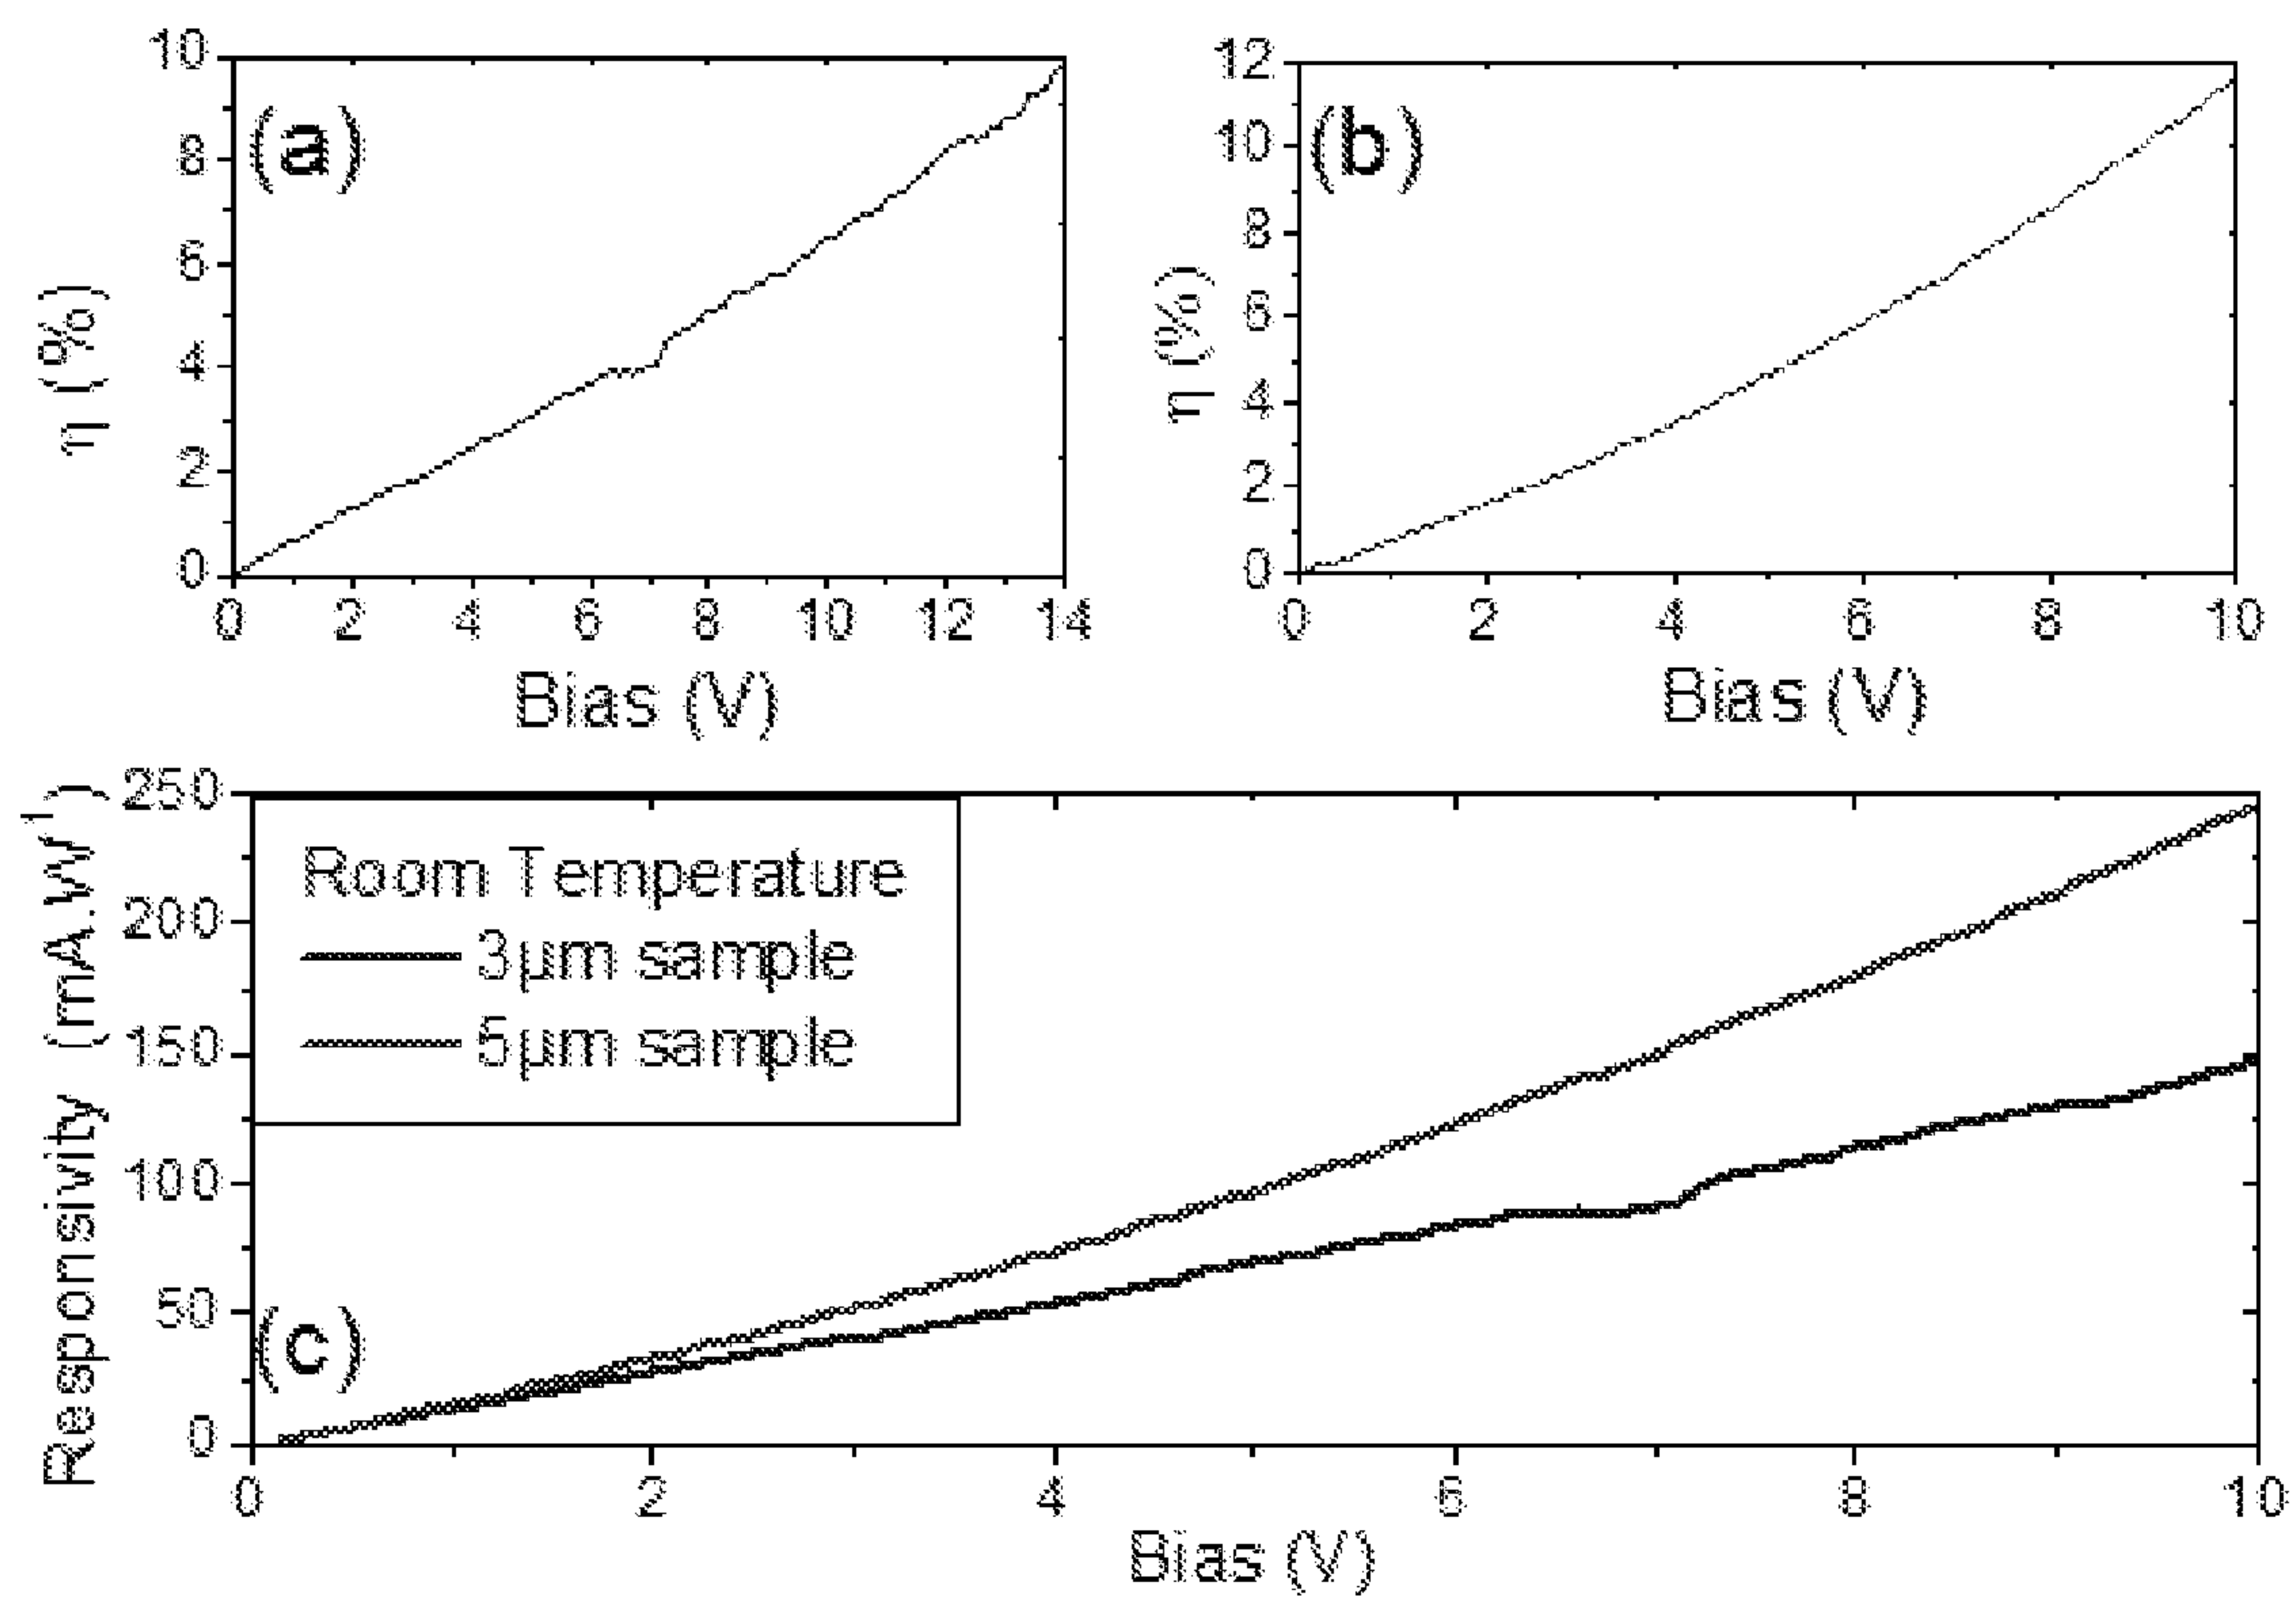 10
8
6
4
2
0
(a)
η (%)
0 2 4 6 8 10 12 14
Bias (V)
12
10
8
6
4
2
0
(b)
η (%)
0 2 4 6 8 10
Bias (V)
250
200
150
100
50
0
Responsivity (mA.W¹)
Room Temperature
3µm sample
5µm sample
(c)
0 2 4 6 8 10
Bias (V)